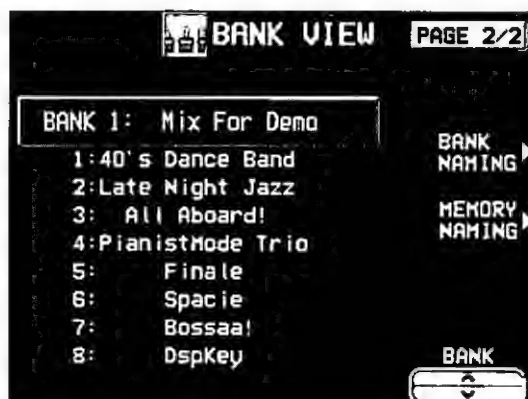 BANK VIEW PAGE 2/2
BANK 1: Mix For Demo
1:40's Dance Band
2:Late Night Jazz
3: All Aboard!
4:PianistMode Trio
5: Finale
6: Spacie
7: Bossaa!
8: DspKey
BANK NAMING
MEMORY NAMING
BANK